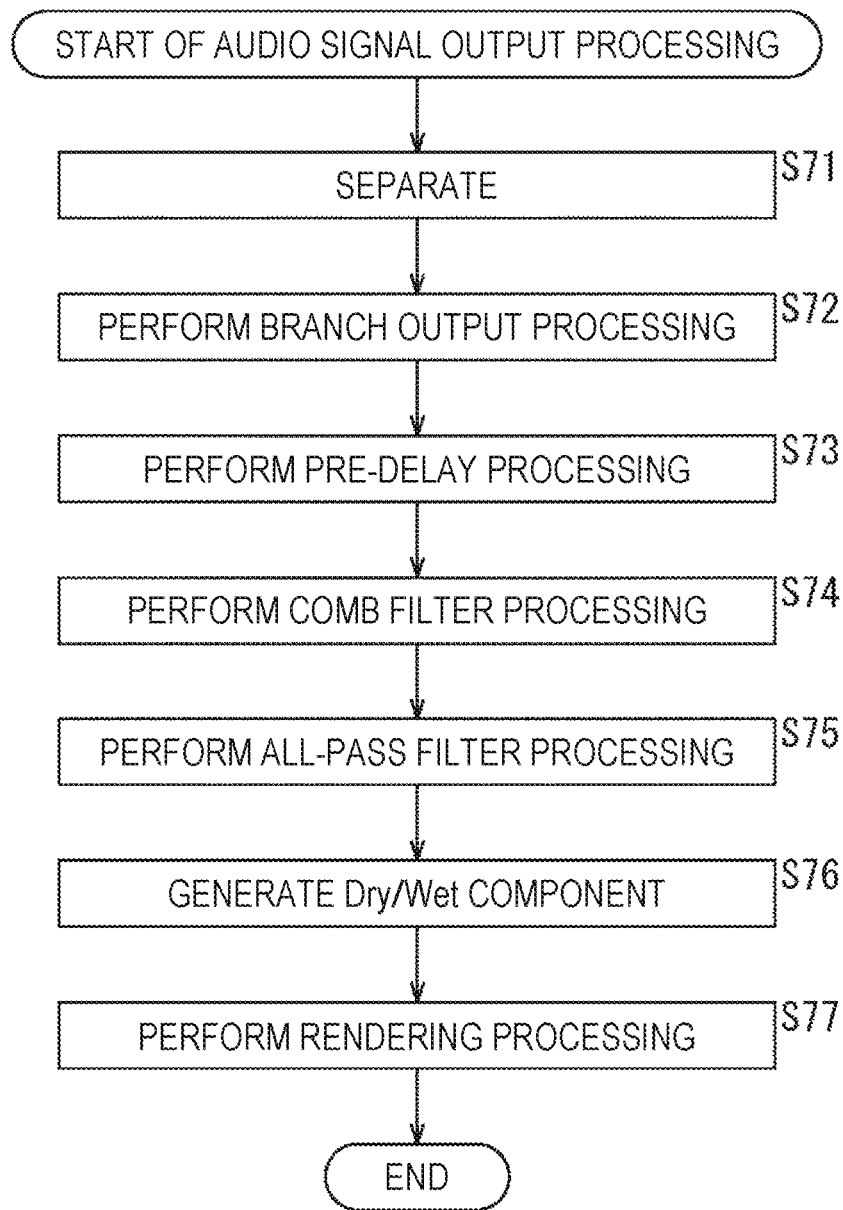 START OF AUDIO SIGNAL OUTPUT PROCESSING
SEPARATE
S71
PERFORM BRANCH OUTPUT PROCESSING
S72
PERFORM PRE-DELAY PROCESSING
S73
PERFORM COMB FILTER PROCESSING
S74
PERFORM ALL-PASS FILTER PROCESSING
S75
GENERATE Dry/Wet COMPONENT
S76
PERFORM RENDERING PROCESSING
S77
END